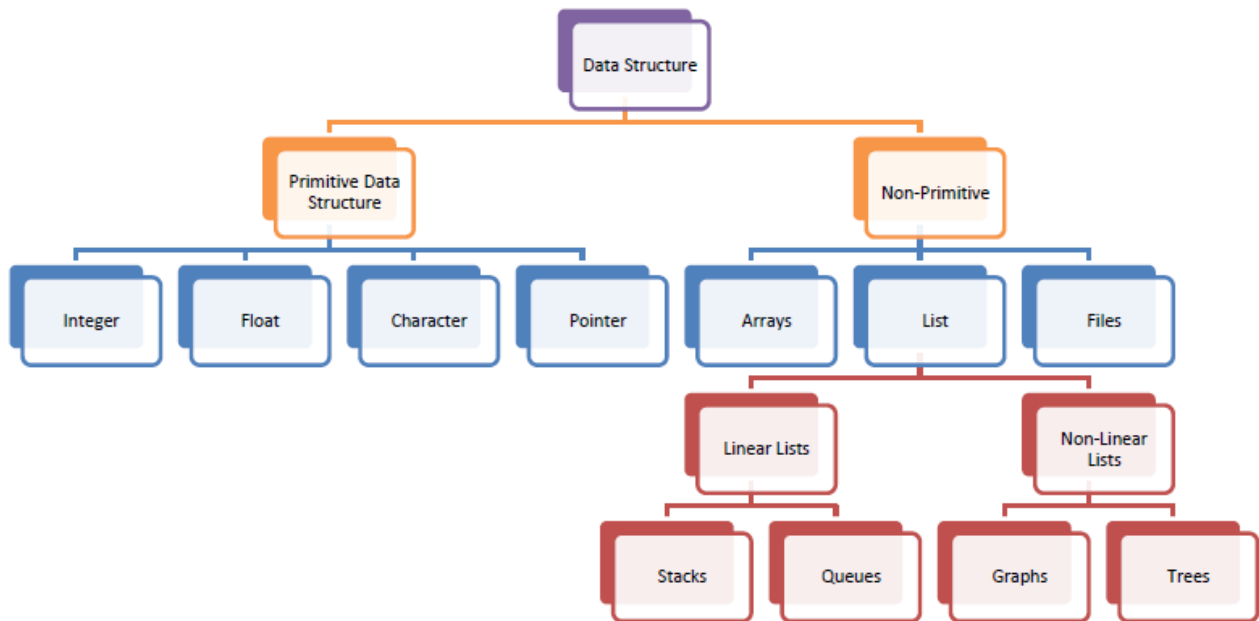 Data Structure
Primitive Data
Structure
Non-Primitive
Integer
Float
Character
Pointer
Arrays
List
Files
Linear Lists
Non-Linear
Lists
Stacks
Queues
Graphs
Trees